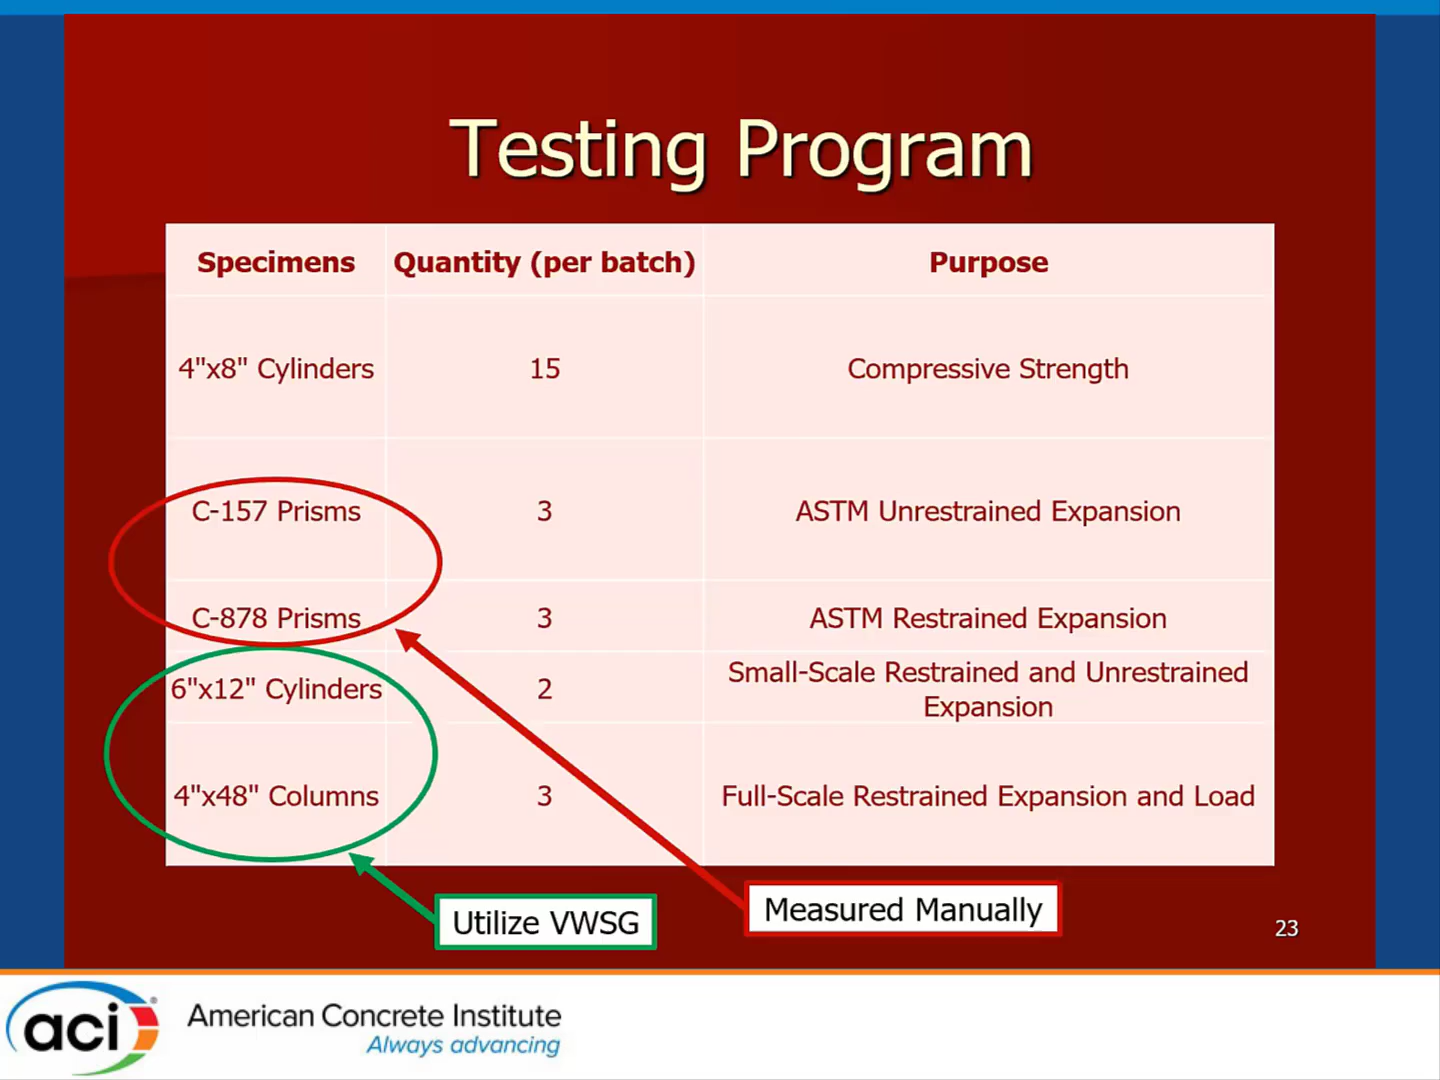 Testing Program
Specimens Quantity (per batch) Purpose
4"x8" Cylinders 15 Compressive Strength
C-157 Prisms 3 ASTM Unrestrained Expansion
C-878 Prisms 3 ASTM Restrained Expansion
6"x12" Cylinders 2 Small-Scale Restrained and Unrestrained
Expansion
4"x48" Columns 3 Full-Scale Restrained Expansion and Load
Utilize VWSG
Measured Manually
23
aci®
American Concrete Institute
Always advancing